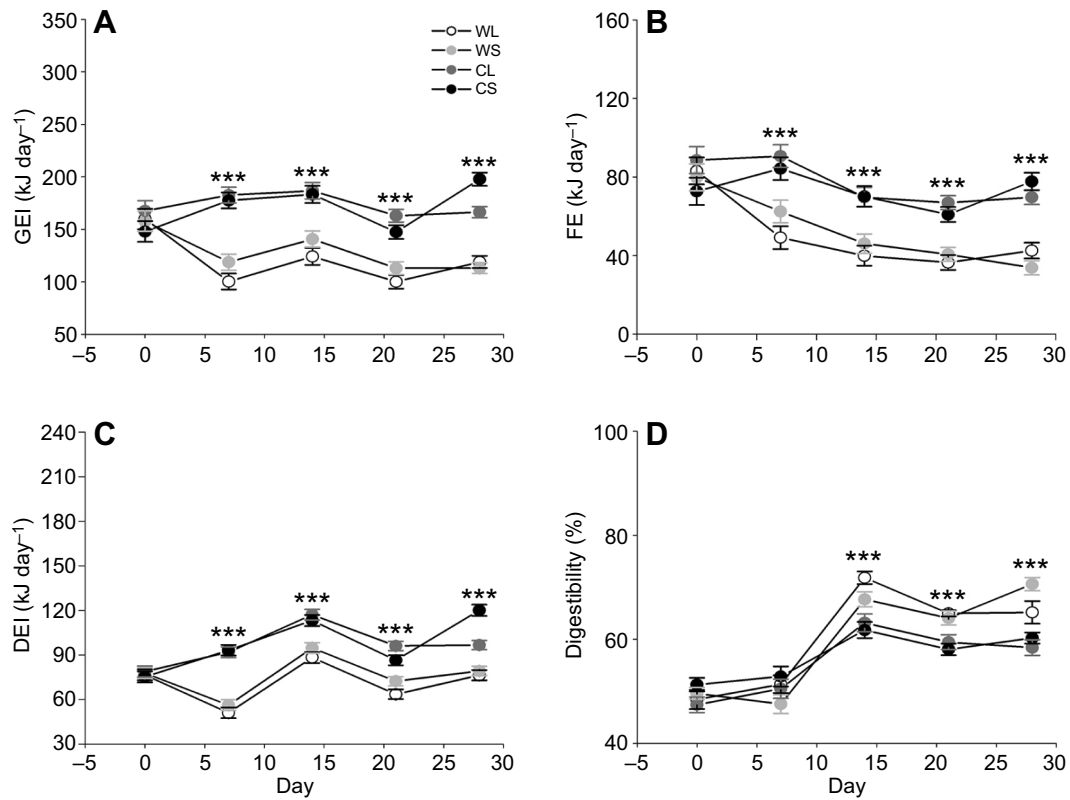 A
350
300
250
200
150
100
50
GEI (kJ day–1)
WL
WS
CL
CS
***
***
***
***
–5 0 5 10 15 20 25 30
B
160
120
80
40
0
FE (kJ day–1)
***
***
***
***
–5 0 5 10 15 20 25 30
C
240
210
180
150
120
90
60
30
DEI (kJ day–1)
***
***
***
***
–5 0 5 10 15 20 25 30
Day
D
100
80
60
40
Digestibility (%)
***
***
***
–5 0 5 10 15 20 25 30
Day